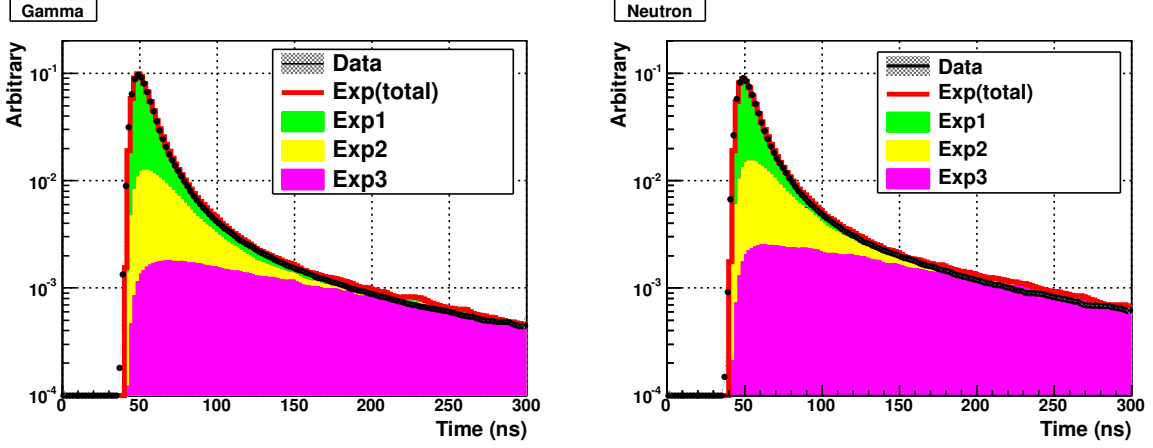 Gamma
Arbitrary
10⁻¹
10⁻²
10⁻³
10⁻⁴
Data
Exp(total)
Exp1
Exp2
Exp3
0 50 100 150 200 250 300
Time (ns)
Neutron
Arbitrary
10⁻¹
10⁻²
10⁻³
10⁻⁴
Data
Exp(total)
Exp1
Exp2
Exp3
0 50 100 150 200 250 300
Time (ns)